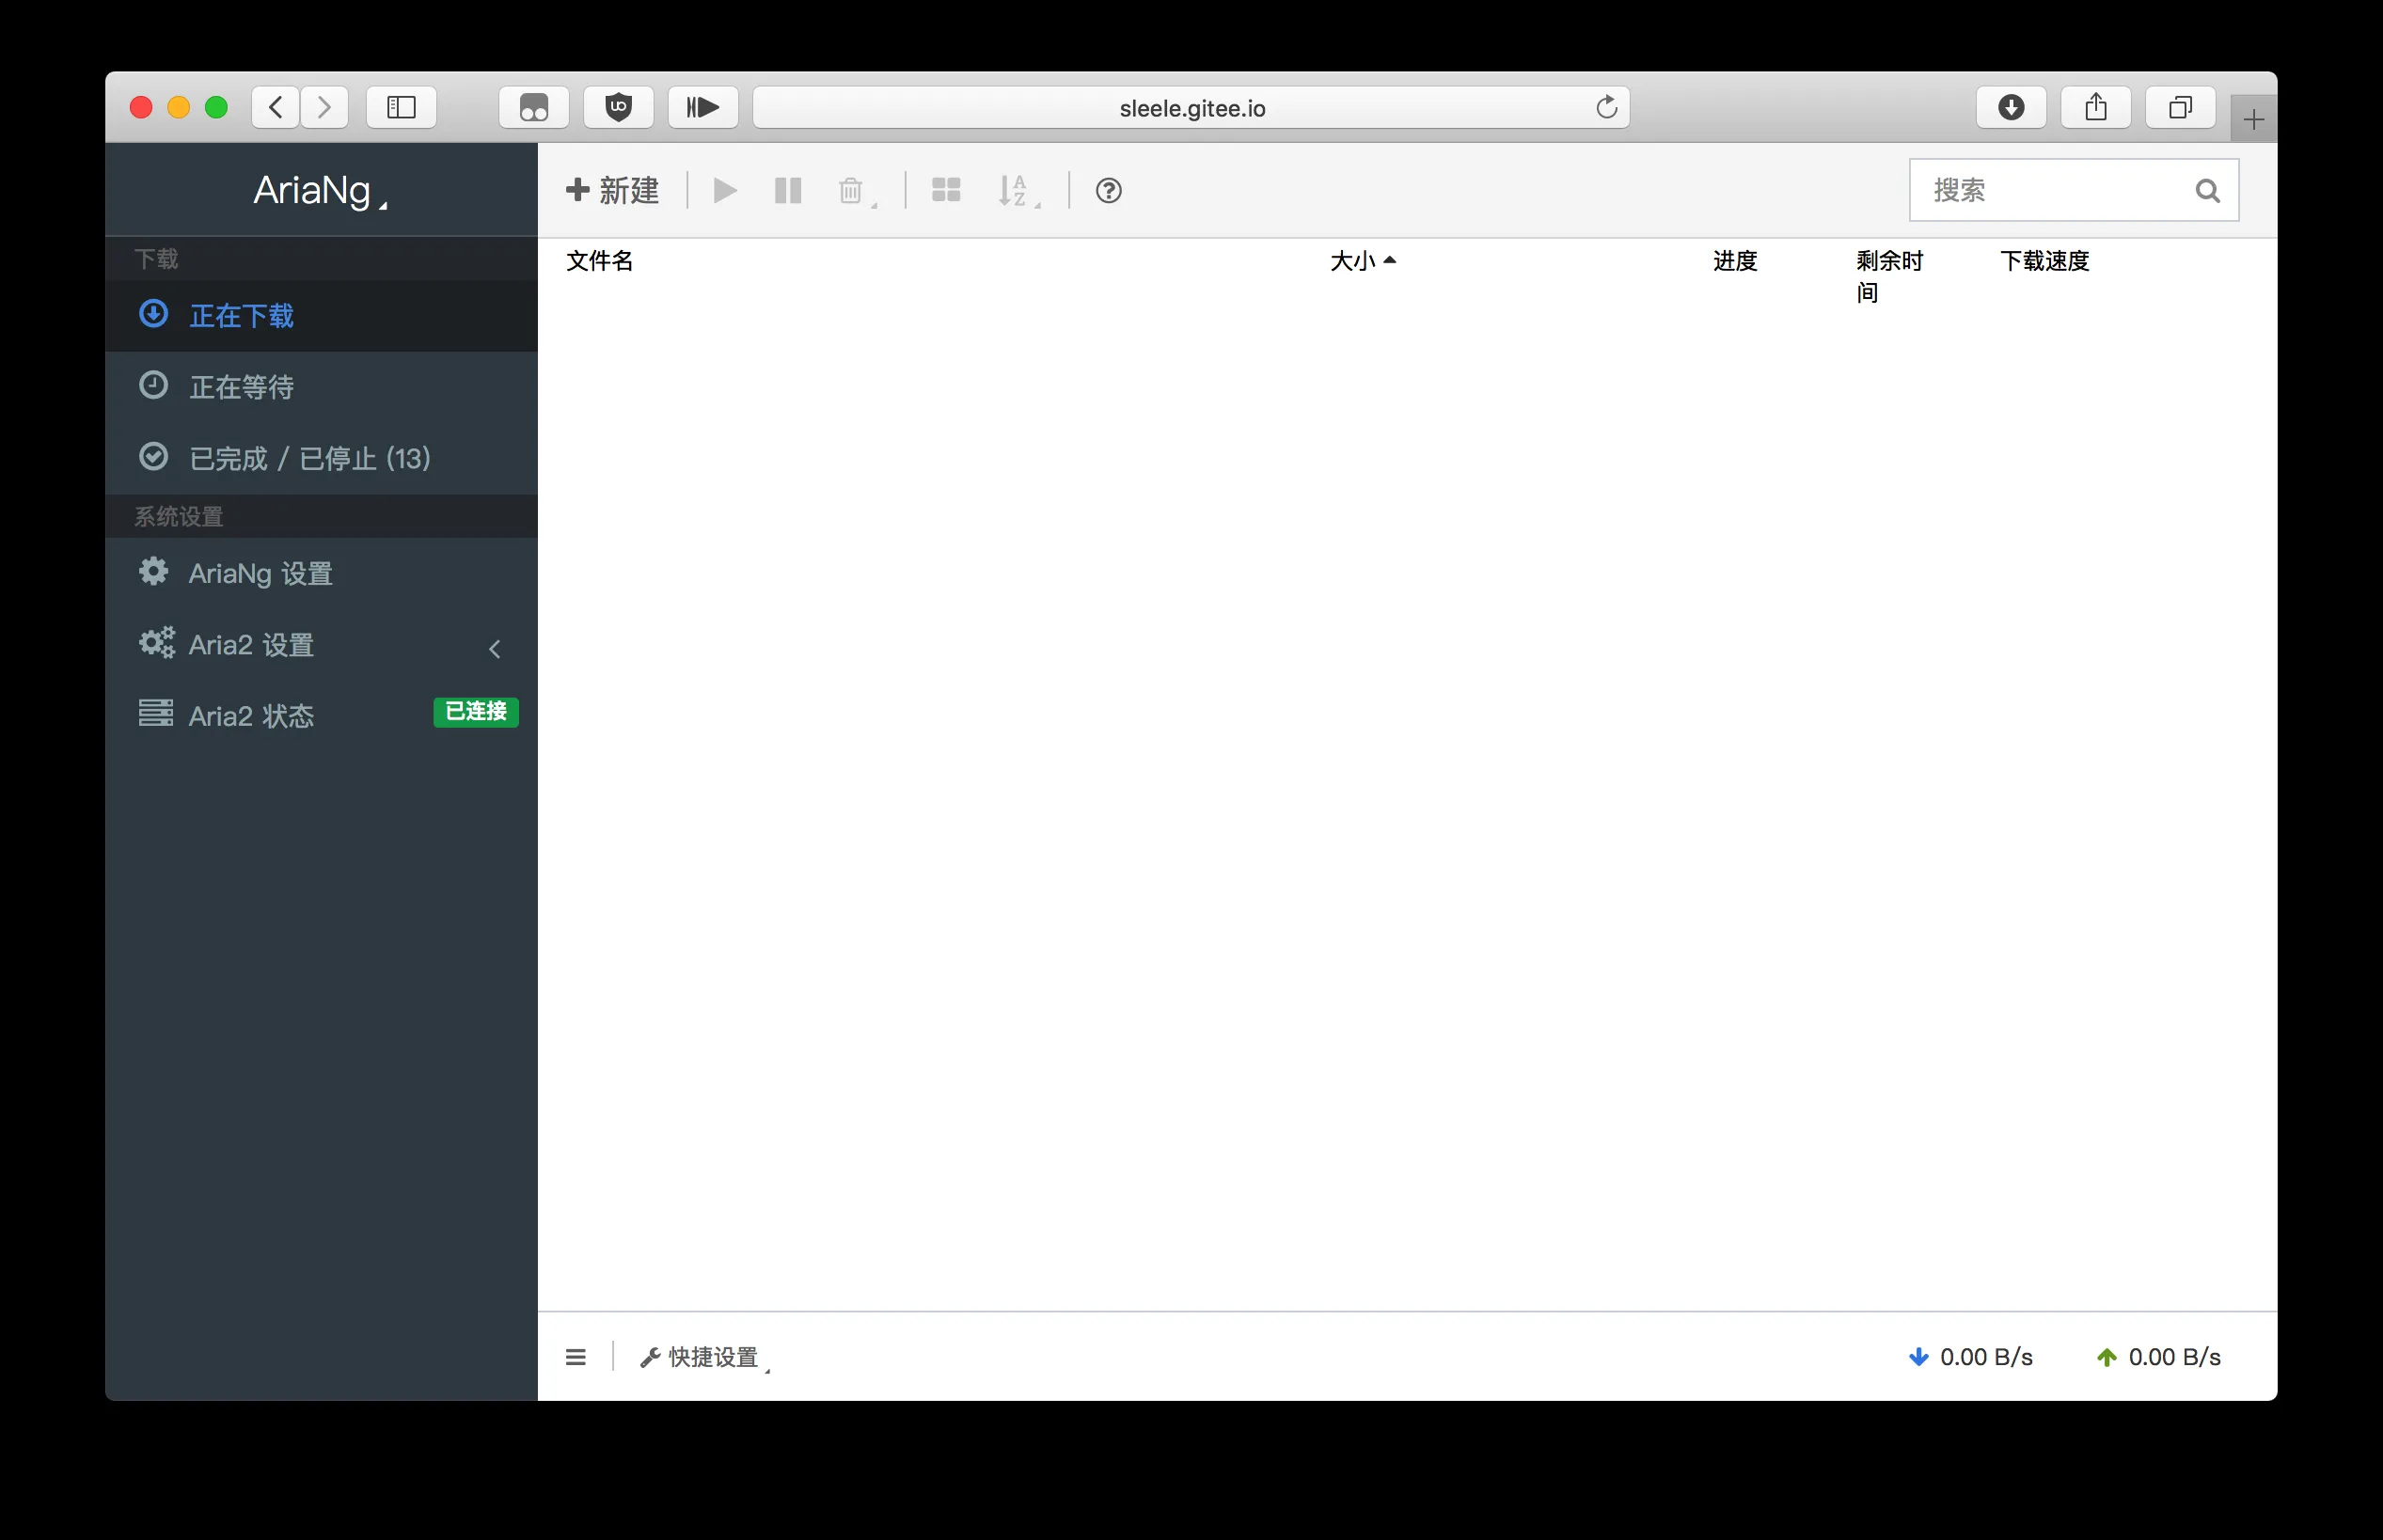 sleele.gitee.io
AriaNg
新建
搜索
下载
正在下载
正在等待
已完成 / 已停止 (13)
系统设置
AriaNg 设置
Aria2 设置
Aria2 状态 已连接
文件名 大小 进度 剩余时 下载速度
间
快捷设置 0.00 B/s 0.00 B/s